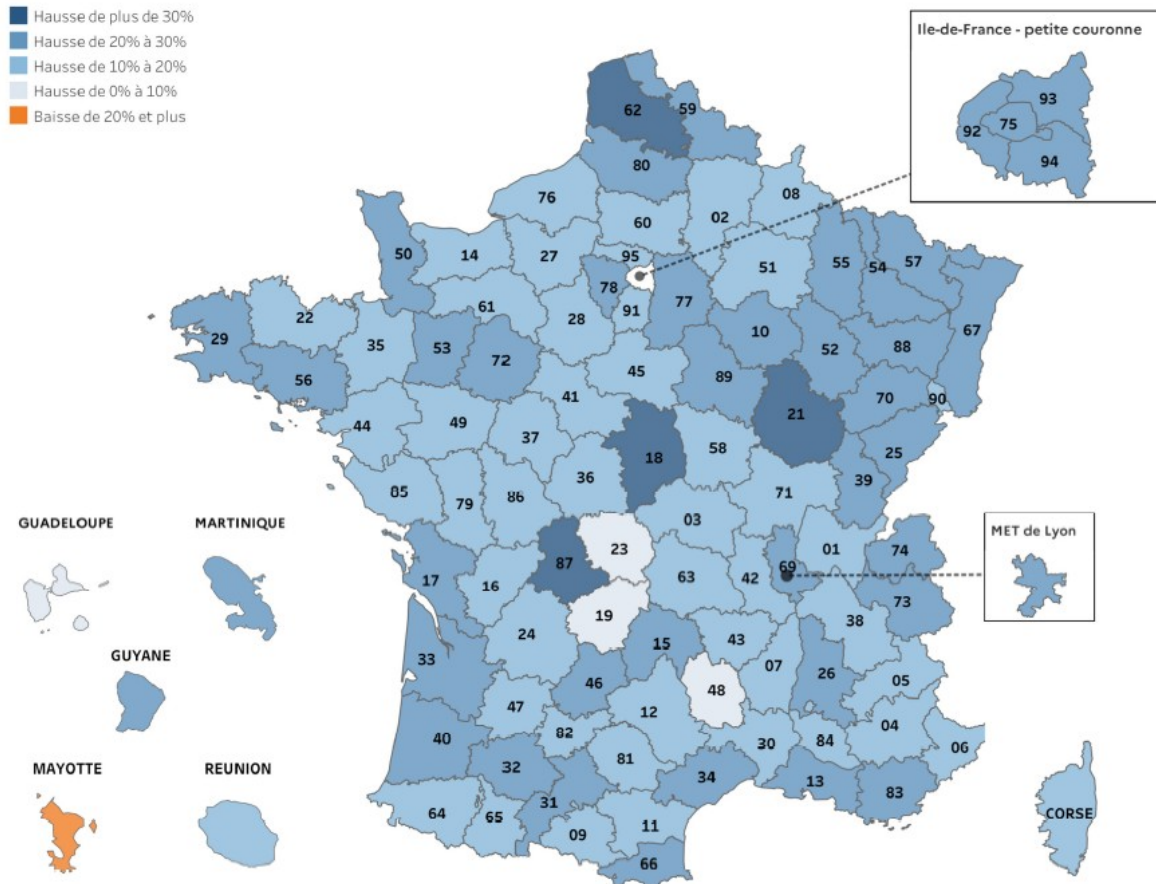 Hausse de plus de 30%
Hausse de 20% à 30%
Hausse de 10% à 20%
Hausse de 0% à 10%
Baisse de 20% et plus
Ile-de-France - petite couronne
93
92 75
94
62 59
80
76 60 02 08
50 14 27 95 51 55 54 57
78 77
61 91
22 28 10 67
29 35 53 72 52 88
56 45 89
41 70 90
44 49 37 21
18 58 25
36 39
85 79 86 71
GUADELOUPE MARTINIQUE
03
23 01 74
MET de Lyon
87 63 42 69
17 16 73
19 38
24 43
GUYANE
15 07
33 46 48 26 05
47 12
40 82 30 84 04 06
MAYOTTE REUNION
32 81 34 13
31 83
64 65 11 CORSE
09
66